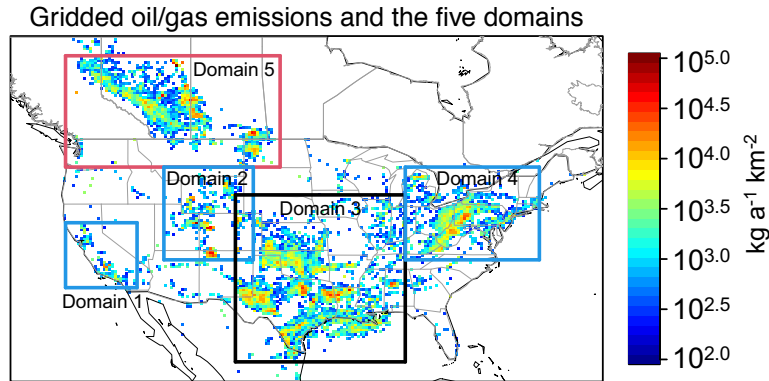 Gridded oil/gas emissions and the five domains
Domain 5
Domain 2
Domain 4
Domain 3
Domain 1
10^5.0
10^4.5
10^4.0
10^3.5
10^3.0
10^2.5
10^2.0
kg a^-1 km^-2